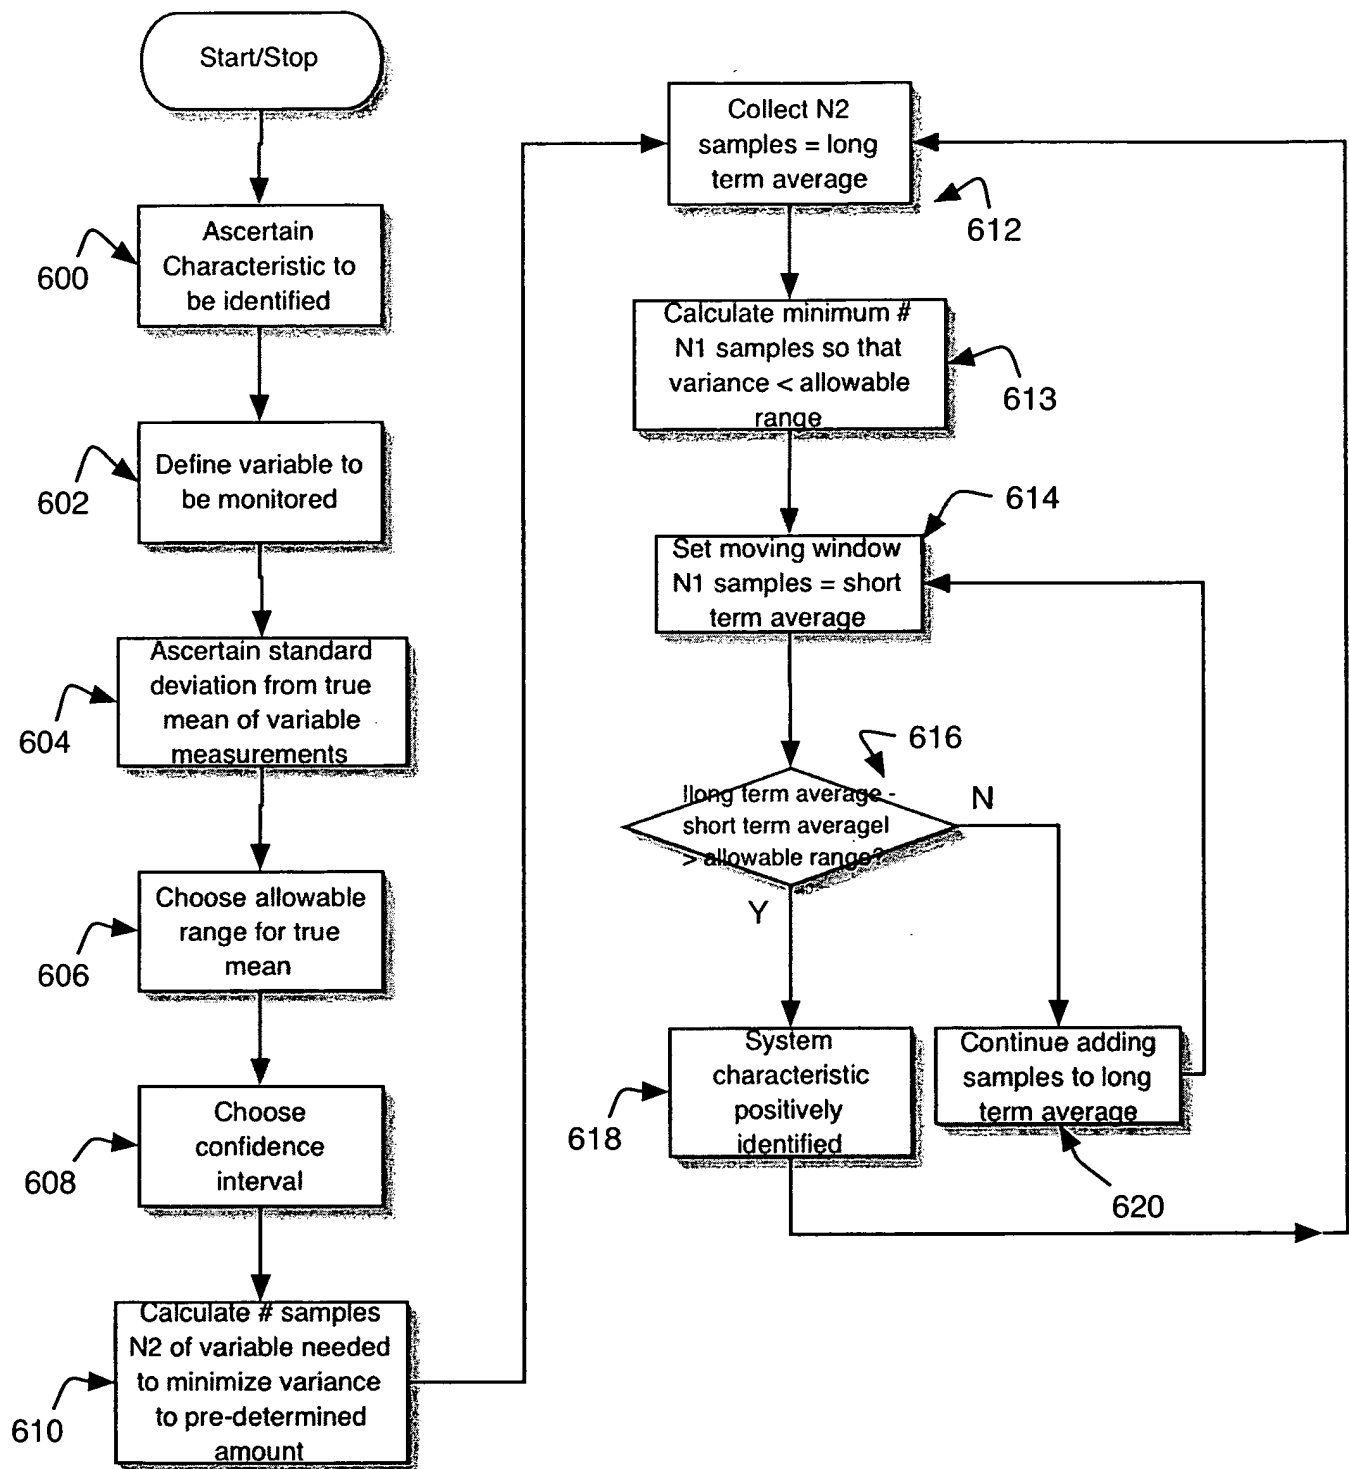 Start/Stop
600
Ascertain
Characteristic to
be identified
602
Define variable to
be monitored
604
Ascertain standard
deviation from true
mean of variable
measurements
606
Choose allowable
range for true
mean
608
Choose
confidence
interval
610
Calculate # samples
N2 of variable needed
to minimize variance
to pre-determined
amount
Collect N2
samples = long
term average
612
Calculate minimum #
N1 samples so that
variance < allowable
range
613
614
Set moving window
N1 samples = short
term average
616
|long term average -
short term average|
> allowable range?
N
Y
618
System
characteristic
positively
identified
Continue adding
samples to long
term average
620